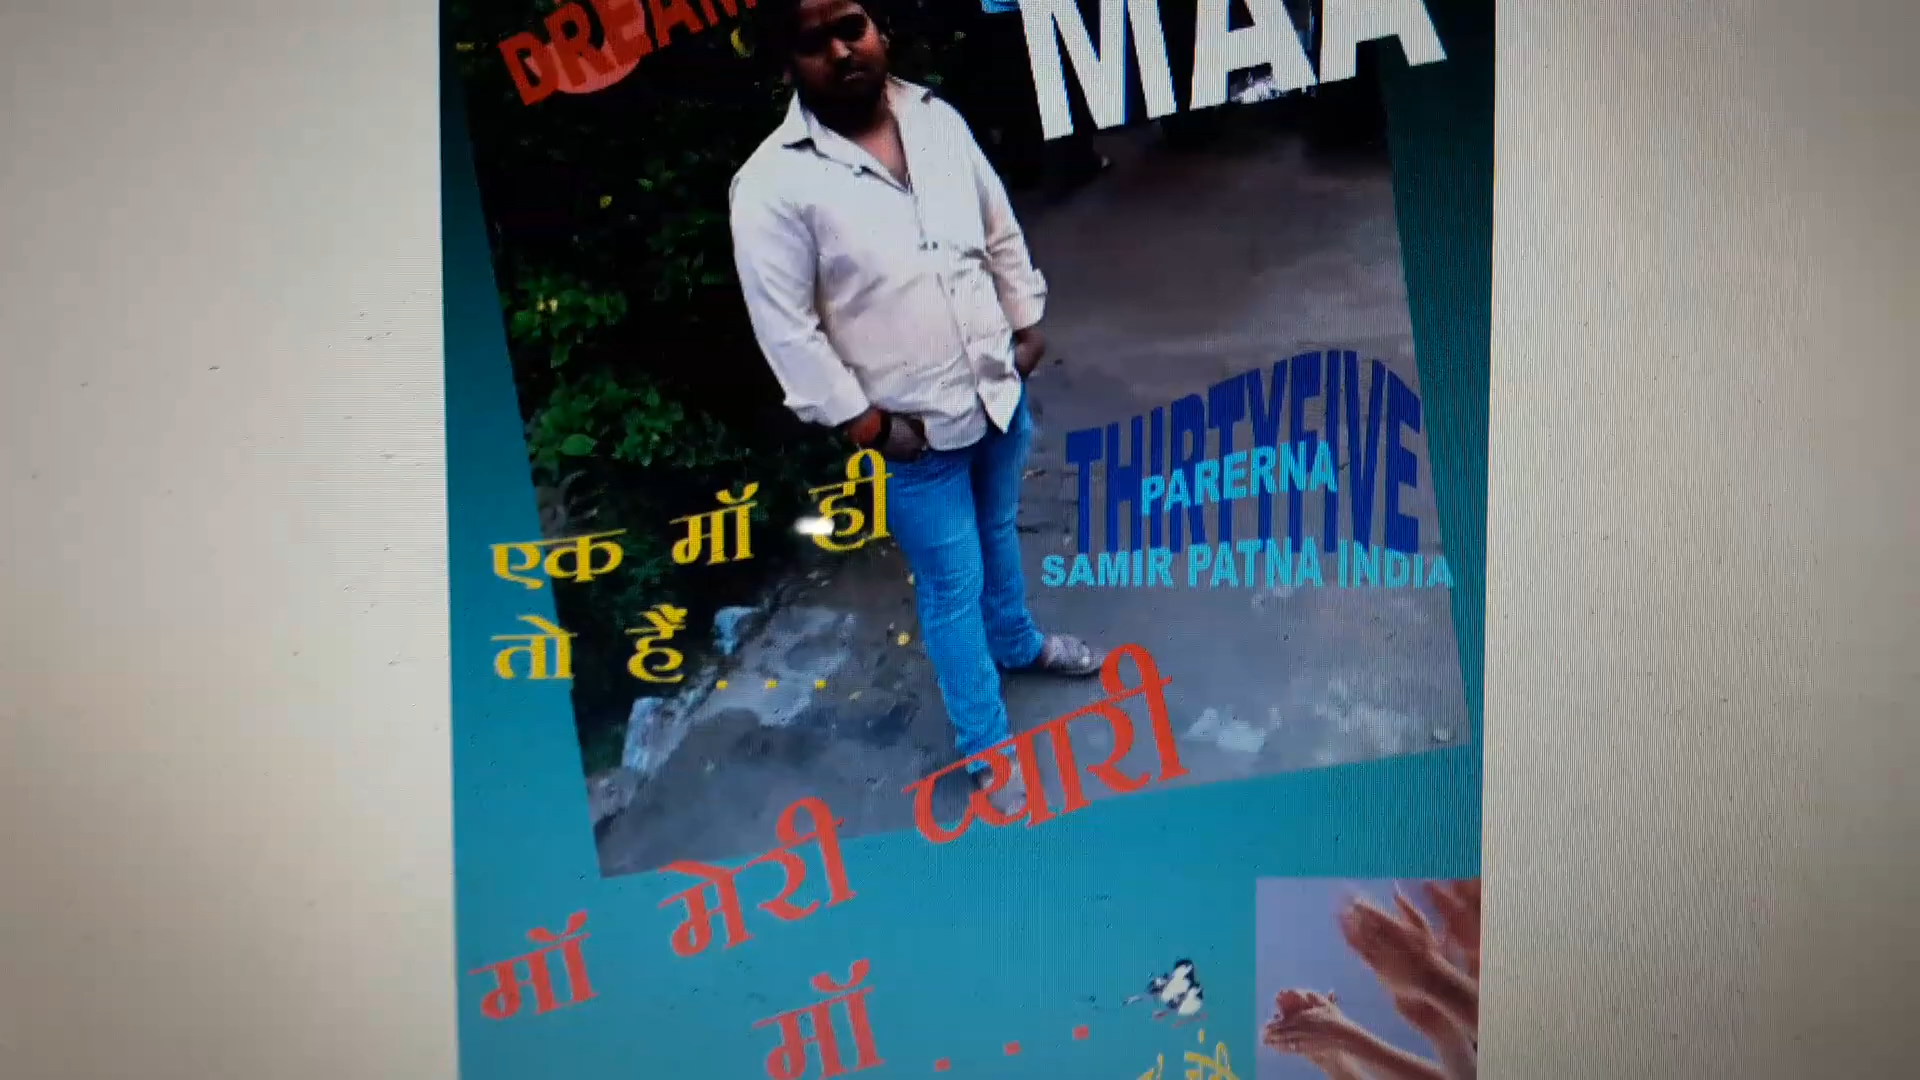 DREAM
MAA
THIRTYFIVE
PARERNA
SAMIR PATNA INDIA
एक मॉ ही
तो हैं...
मॉ मेरी प्यारी
मॉ...